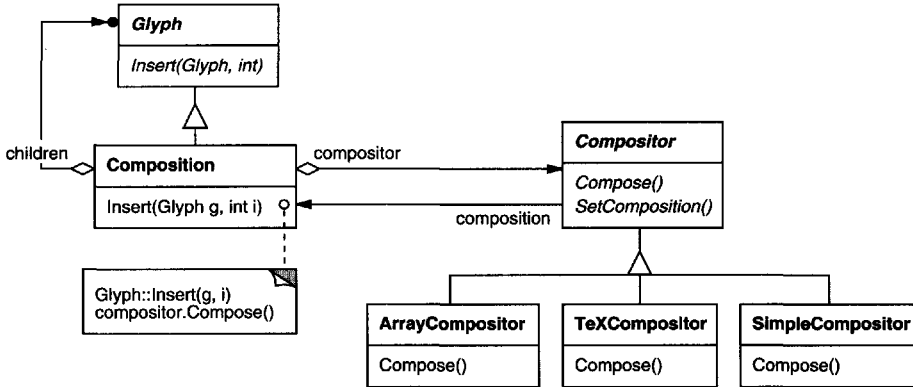 Glyph
Insert(Glyph, int)
children
Composition
Insert(Glyph g, int i)
compositor
composition
Compositor
Compose()
SetComposition()
Glyph::Insert(g, i)
compositor.Compose()
ArrayCompositor
Compose()
TeXCompositor
Compose()
SimpleCompositor
Compose()